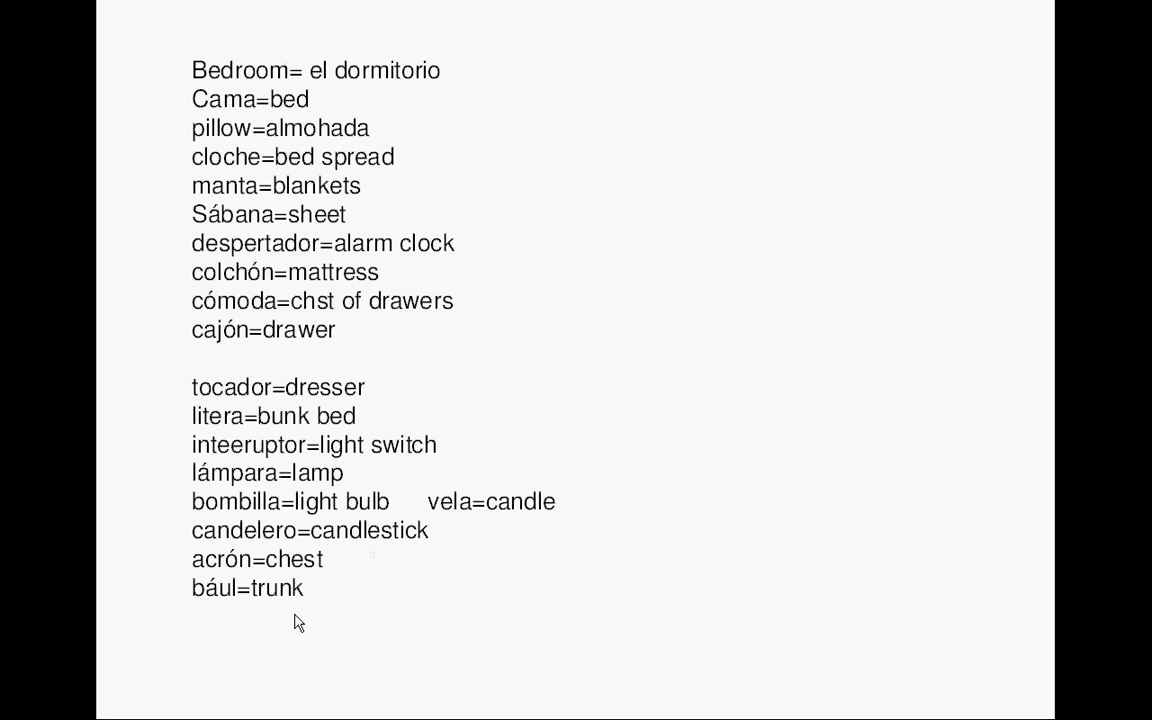 Bedroom= el dormitorio
Cama=bed
pillow=almohada
cloche=bed spread
manta=blankets
Sábana=sheet
despertador=alarm clock
colchón=mattress
cómoda=chst of drawers
cajón=drawer
tocador=dresser
litera=bunk bed
inteeruptor=light switch
lámpara=lamp
bombilla=light bulb vela=candle
candelero=candlestick
acrón=chest
bául=trunk